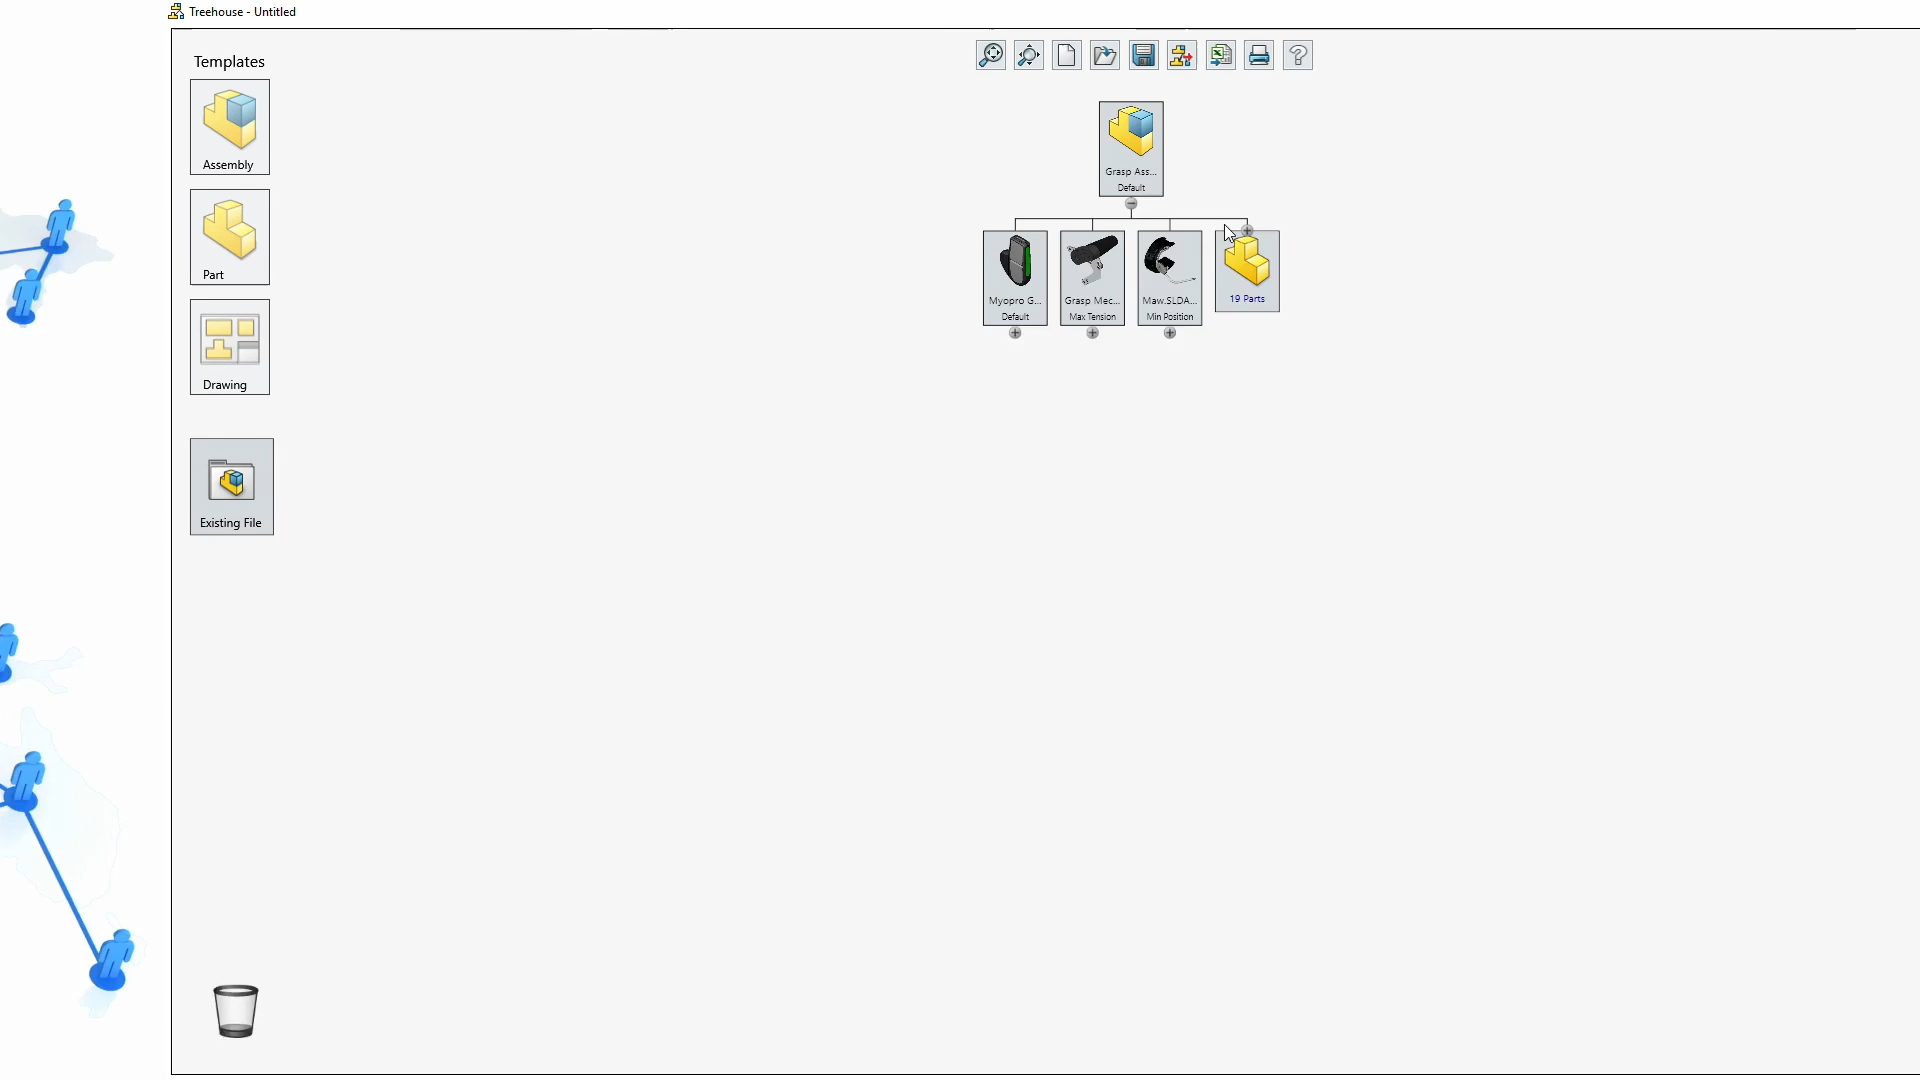 Treehouse - Untitled
Templates
Assembly
Part
Drawing
Existing File
Grasp Ass...
Default
Myopro G...
Default
Grasp Mec...
Max Tension
Maw.SLDA...
Min Position
19 Parts